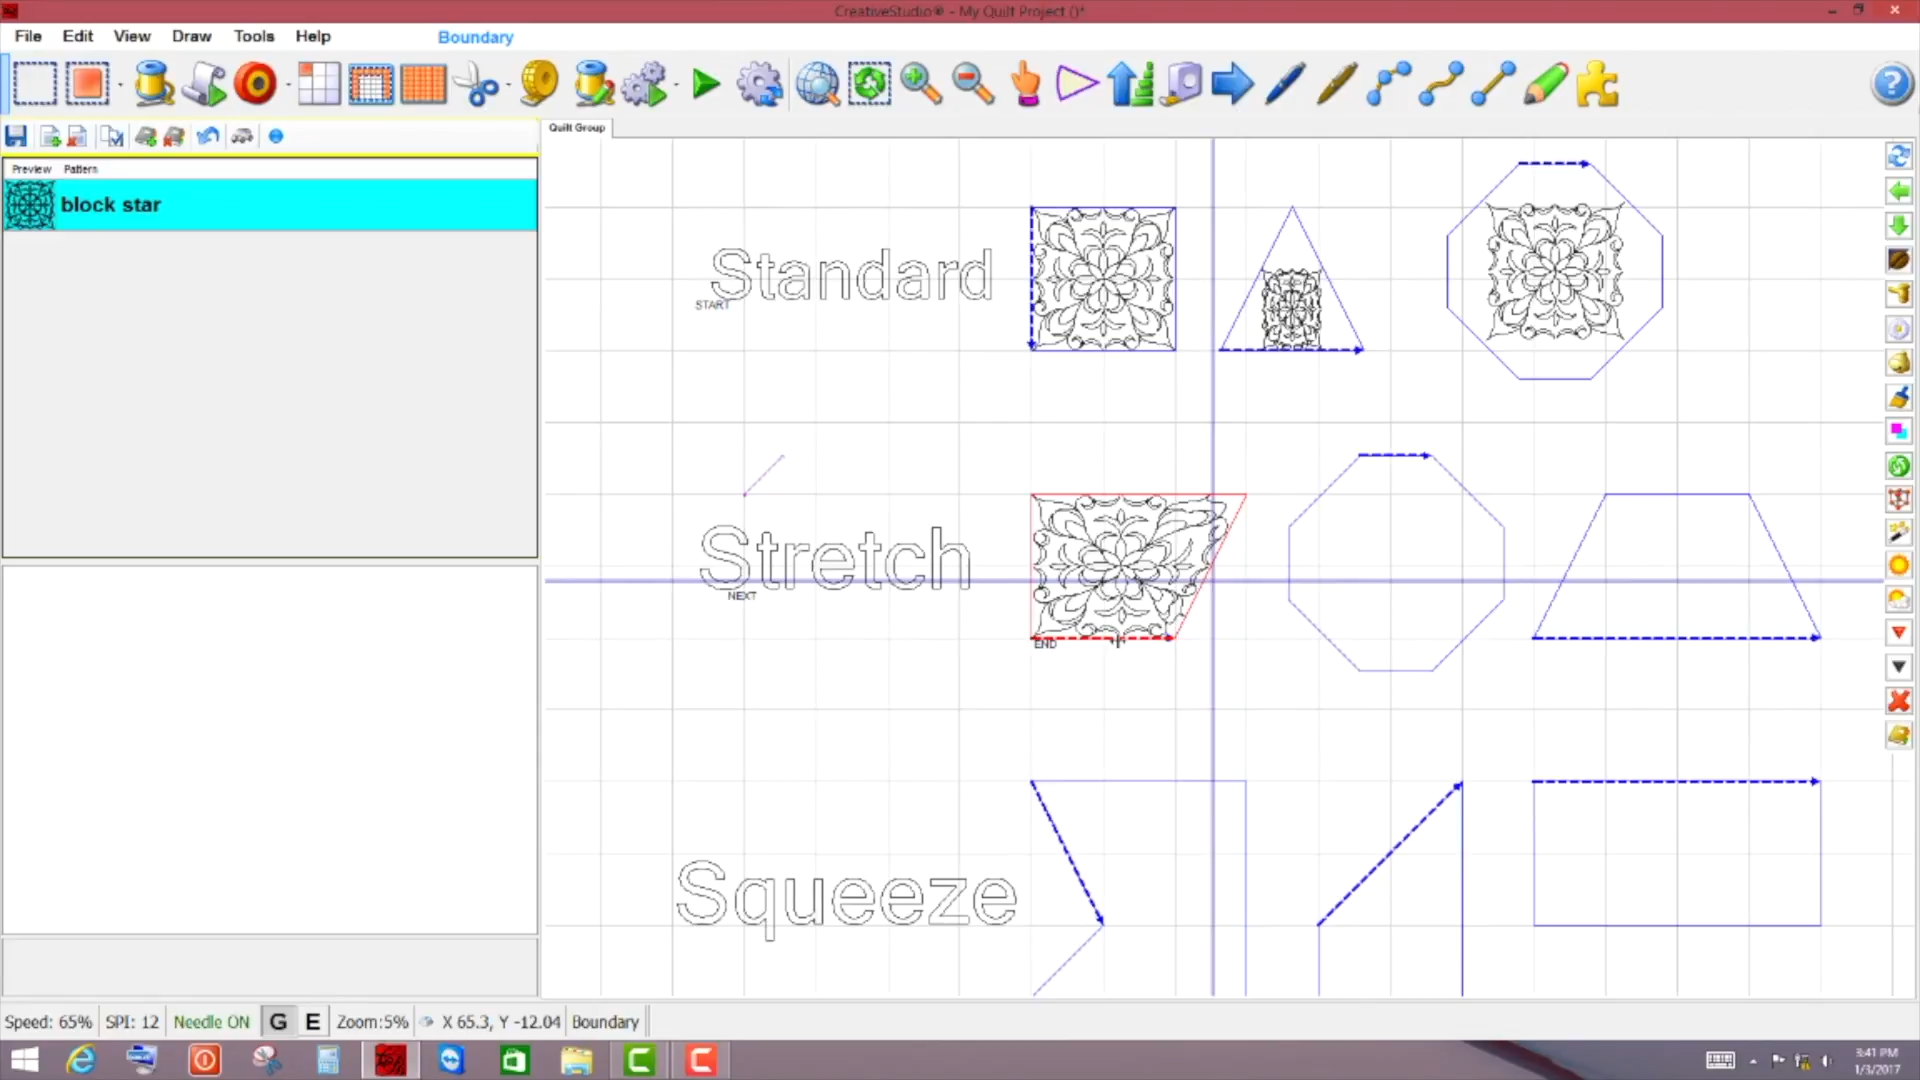 CreativeStudio® - My Quilt Project ()*
File Edit View Draw Tools Help Boundary
Quilt Group
Preview Pattern
block star
Standard
START
Stretch
NEXT
END
Squeeze
Speed: 65% SPI: 12 Needle ON G E Zoom:5% X 65.3, Y -12.04 Boundary
3:41 PM
1/3/2017